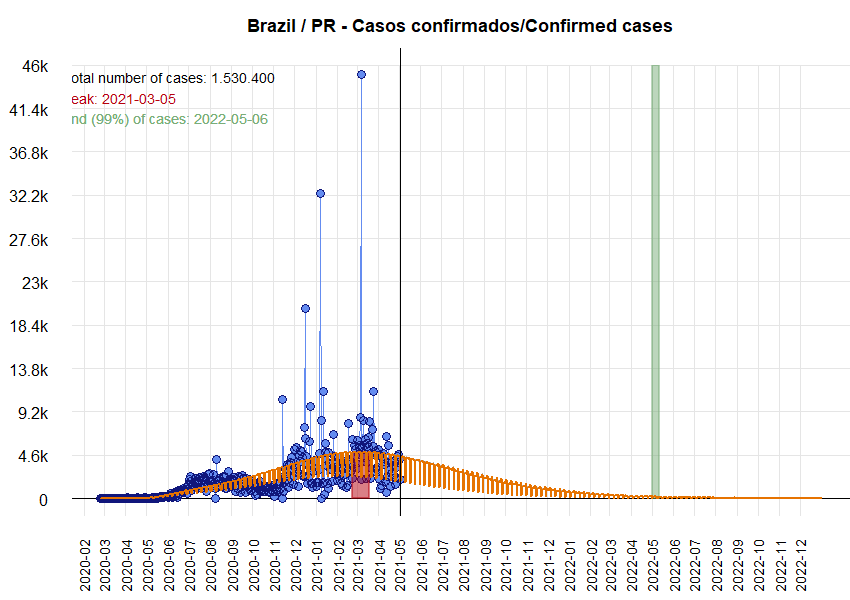 Brazil / PR - Casos confirmados/Confirmed cases
46k
otal number of cases: 1.530.400
eak: 2021-03-05
41.4k
nd (99%) of cases: 2022-05-06
36.8k
32.2k
27.6k
23k
18.4k
13.8k
9.2k
4.6k
0
2020-02
2020-03
2020-04
2020-05
2020-06
2020-07
2020-08
2020-09
2020-10
2020-11
2020-12
2021-01
2021-02
2021-03
2021-04
2021-05
2021-06
2021-07
2021-08
2021-09
2021-10
2021-11
2021-12
2022-01
2022-02
2022-03
2022-04
2022-05
2022-06
2022-07
2022-08
2022-09
2022-10
2022-11
2022-12